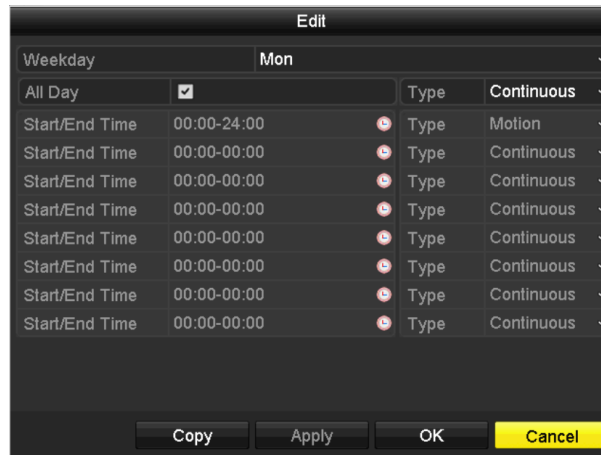 Edit
Weekday Mon
All Day Type Continuous
Start/End Time 00:00-24:00 Type Motion
Start/End Time 00:00-00:00 Type Continuous
Start/End Time 00:00-00:00 Type Continuous
Start/End Time 00:00-00:00 Type Continuous
Start/End Time 00:00-00:00 Type Continuous
Start/End Time 00:00-00:00 Type Continuous
Start/End Time 00:00-00:00 Type Continuous
Start/End Time 00:00-00:00 Type Continuous
Copy Apply OK Cancel